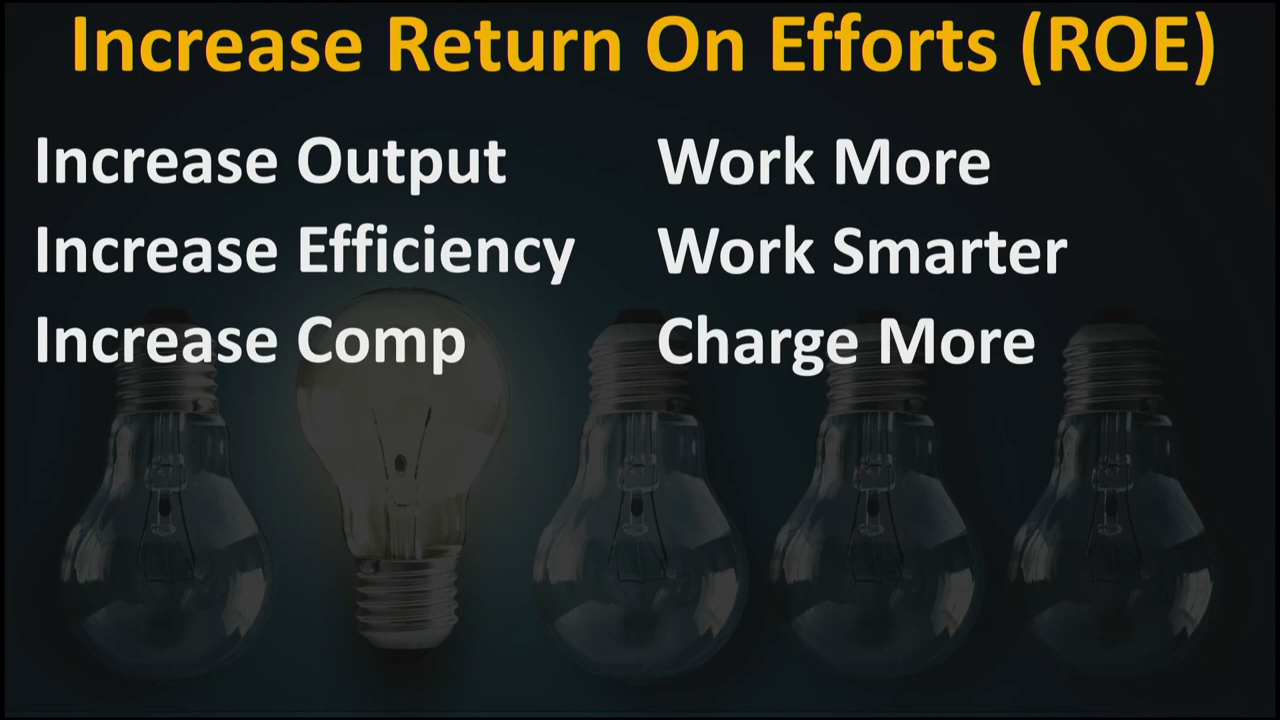 Increase Return On Efforts (ROE)
Increase Output
Work More
Increase Efficiency
Work Smarter
Increase Comp
Charge More